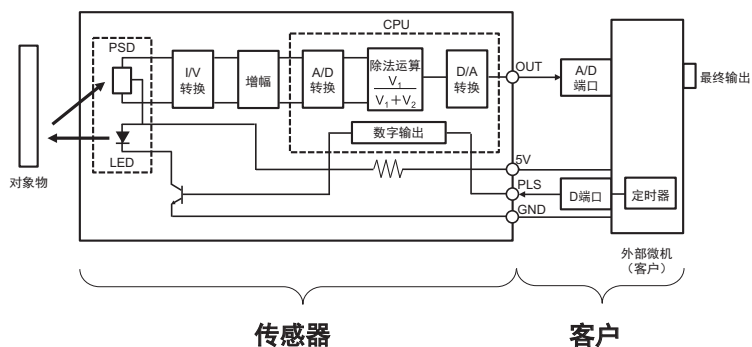 CPU
PSD
I/V
转换
增幅
A/D
转换
除法运算
V1
V1+V2
D/A
转换
OUT
A/D
端口
最终输出
数字输出
LED
对象物
5V
PLS
D端口
定时器
GND
外部微机
（客户）
传感器
客户